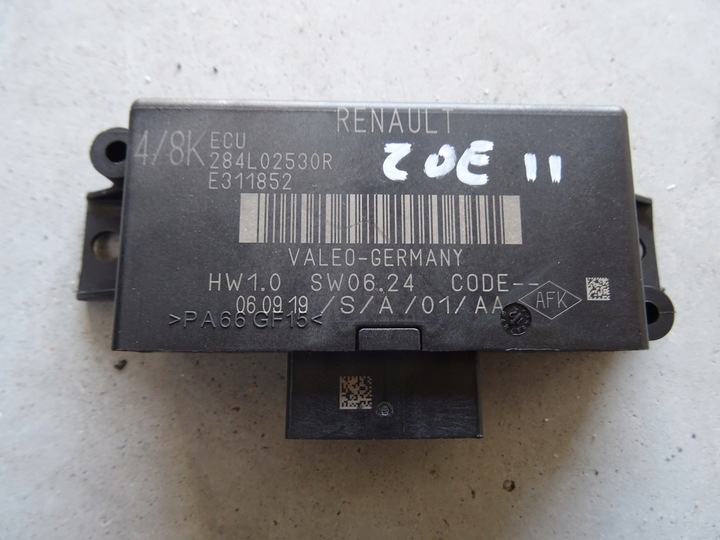 RENAULT
4/8K ECU
284L02530R
E311852
ZOE II
VALEO-GERMANY
HW1.0 SW06.24 CODE--
06.09.19 /S/A/01/AA AFK
>PA66 GF15<